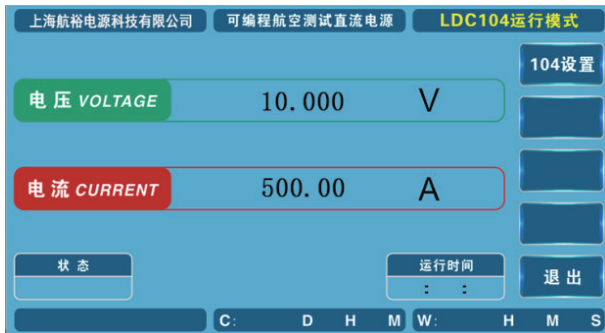 上海航裕电源科技有限公司 可编程航空测试直流电源 LDC104运行模式
104设置
电压 VOLTAGE 10.000 V
电流 CURRENT 500.00 A
状态 运行时间
: :
退出
C: D H M W: H M S